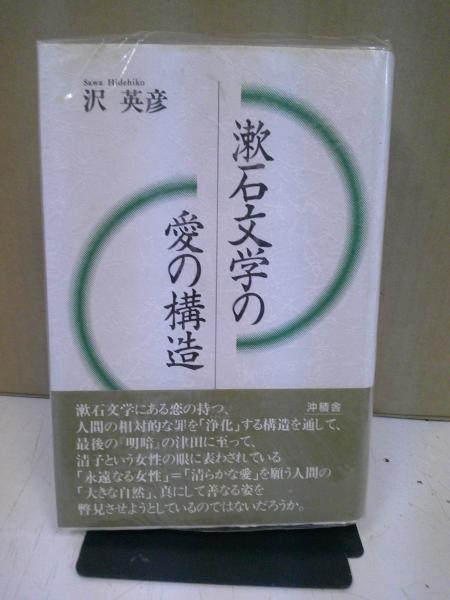 Sawa Hidehiko
沢 英彦
漱石文学の
愛の構造
沖積舎
漱石文学にある恋の持つ、
人間の相対的な罪を「浄化」する構造を通して、
最後の『明暗』の津田に至って、
清子という女性の眼に表わされている
「永遠なる女性」=「清らかな愛」を願う人間の
「大きな自然」、真にして善なる姿を
瞥見させようとしているのではないだろうか。